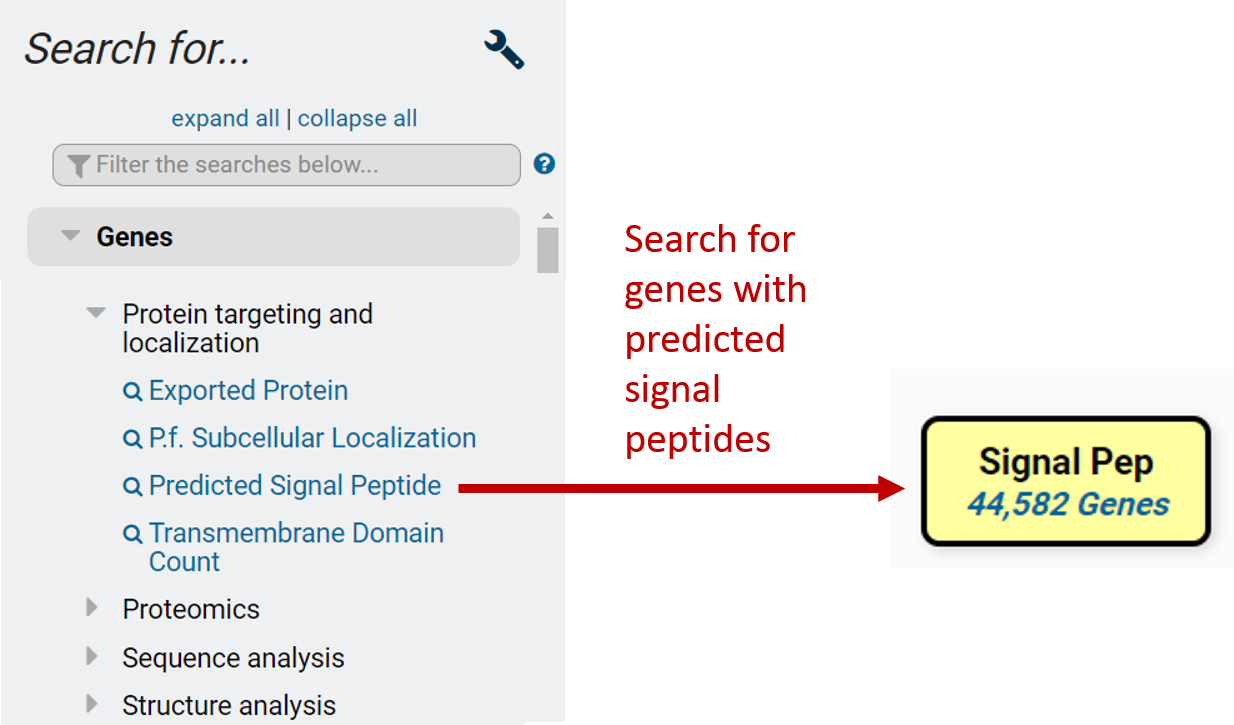 Search for...
expand all | collapse all
Filter the searches below...
Genes
Protein targeting and
localization
Exported Protein
P.f. Subcellular Localization
Predicted Signal Peptide
Transmembrane Domain
Count
Proteomics
Sequence analysis
Structure analysis
Search for
genes with
predicted
signal
peptides
Signal Pep
44,582 Genes